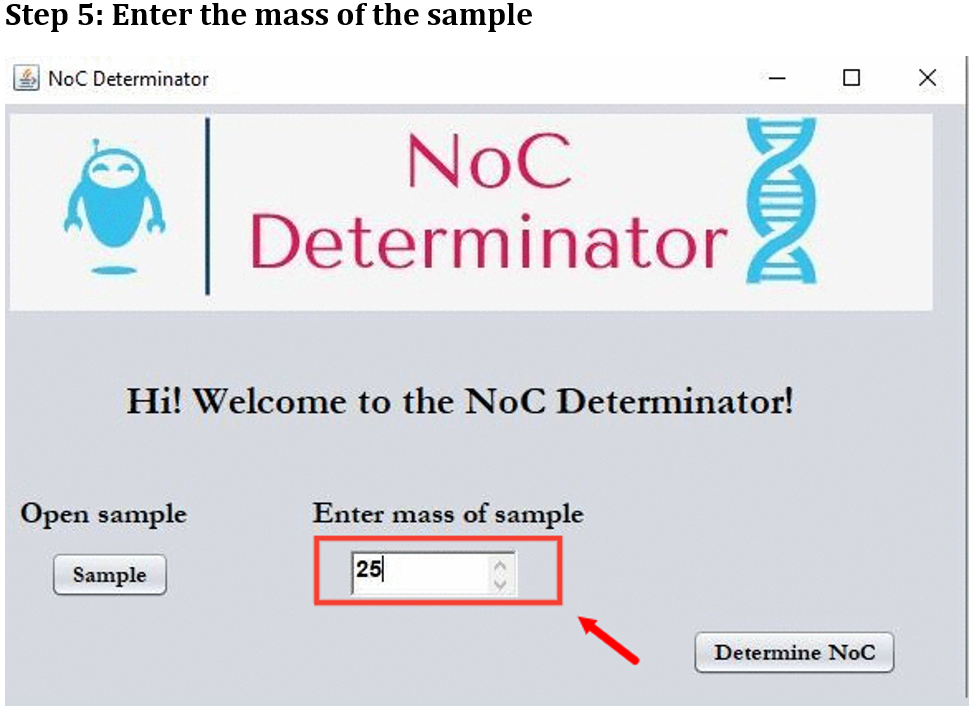 Step 5: Enter the mass of the sample
NoC Determinator
NoC
Determinator
Hi! Welcome to the NoC Determinator!
Open sample
Enter mass of sample
Sample
25
Determine NoC